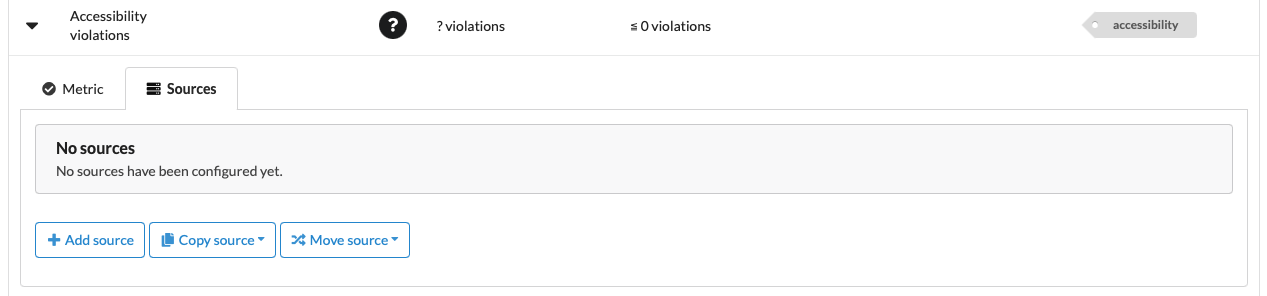 Accessibility
violations
?
? violations
≤ 0 violations
accessibility
Metric
Sources
No sources
No sources have been configured yet.
Add source
Copy source
Move source